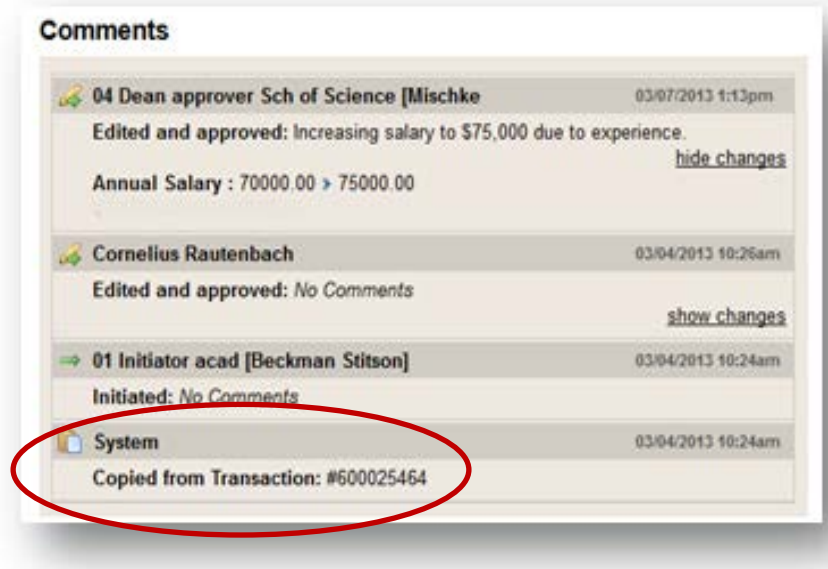 Comments
04 Dean approver Sch of Science [Mischke 03/07/2013 1:13pm
Edited and approved: Increasing salary to $75,000 due to experience.
hide changes
Annual Salary : 70000.00 > 75000.00
Cornelius Rautenbach 03/04/2013 10:26am
Edited and approved: No Comments
show changes
01 Initiator acad [Beckman Stitson] 03/04/2013 10:24am
Initiated: No Comments
System 03/04/2013 10:24am
Copied from Transaction: #600025464